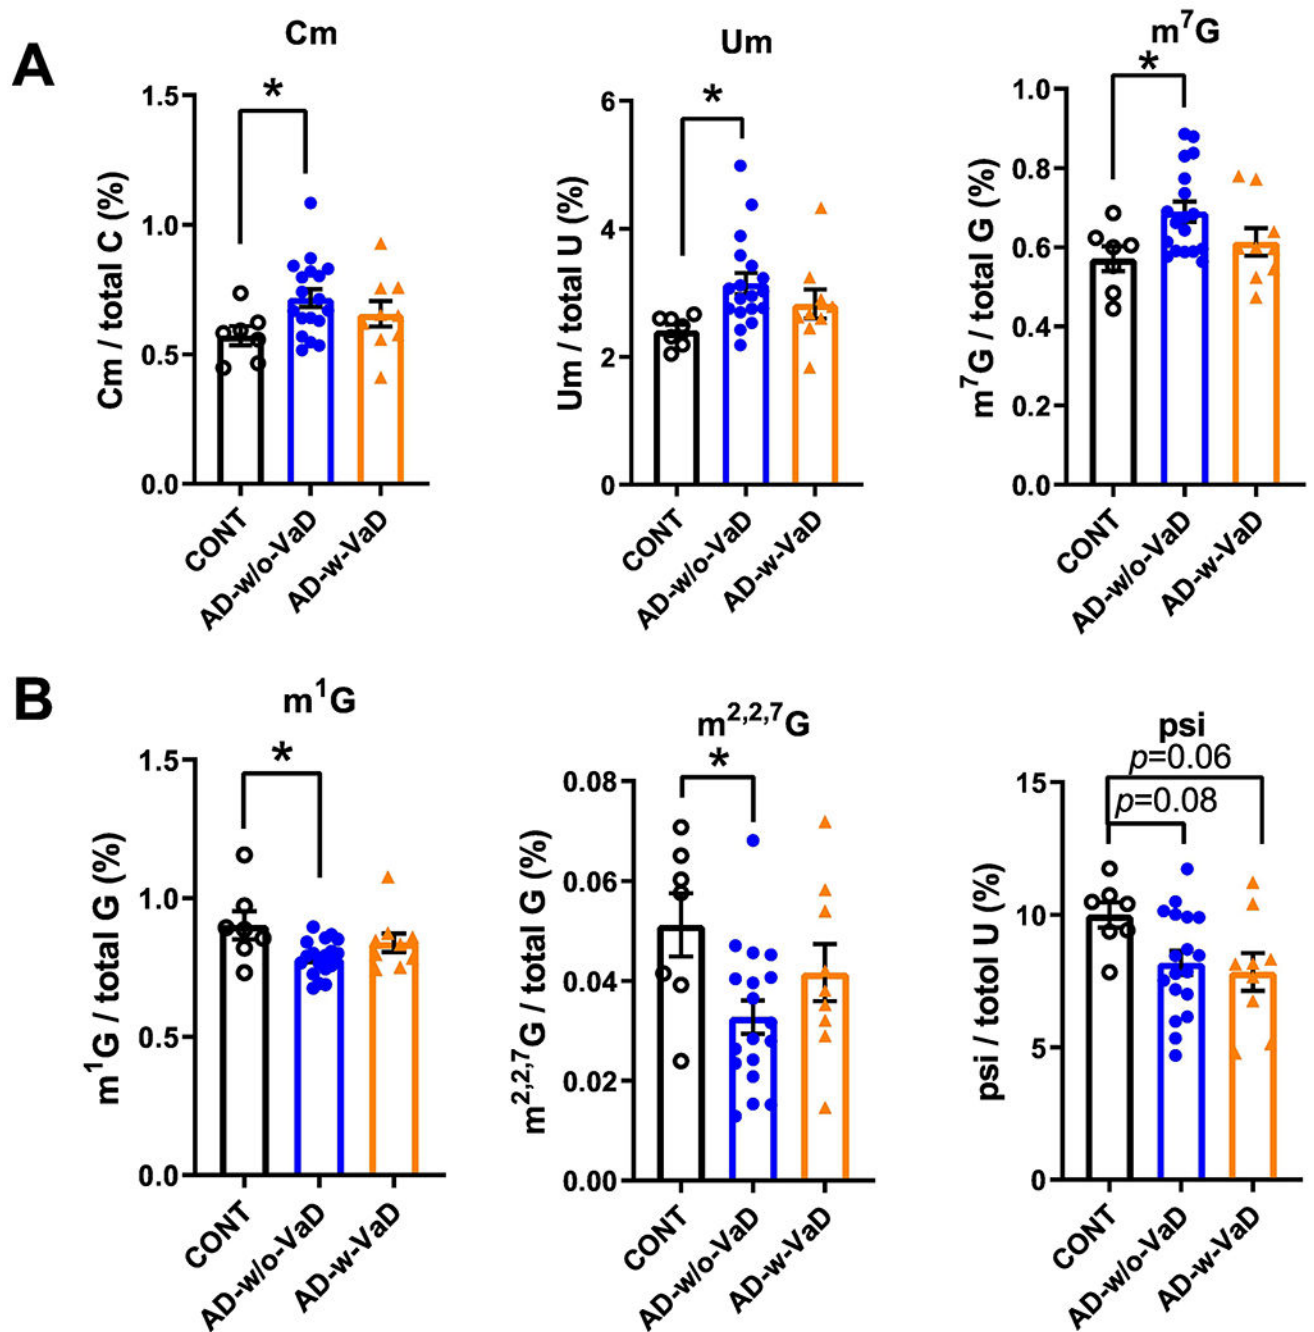 A
Cm
Um
m⁷G
*
*
*
Cm / total C (%)
1.5
1.0
0.5
0.0
CONT
AD-w/o-VaD
AD-w-VaD
Um / total U (%)
6
4
2
0
CONT
AD-w/o-VaD
AD-w-VaD
m⁷G / total G (%)
1.0
0.8
0.6
0.4
0.2
0.0
CONT
AD-w/o-VaD
AD-w-VaD
B
m¹G
*
m¹G / total G (%)
1.5
1.0
0.5
0.0
CONT
AD-w/o-VaD
AD-w-VaD
m²,²,⁷G
*
m²,²,⁷G / total G (%)
0.08
0.06
0.04
0.02
0.00
CONT
AD-w/o-VaD
AD-w-VaD
psi
p=0.06
p=0.08
psi / totol U (%)
15
10
5
0
CONT
AD-w/o-VaD
AD-w-VaD